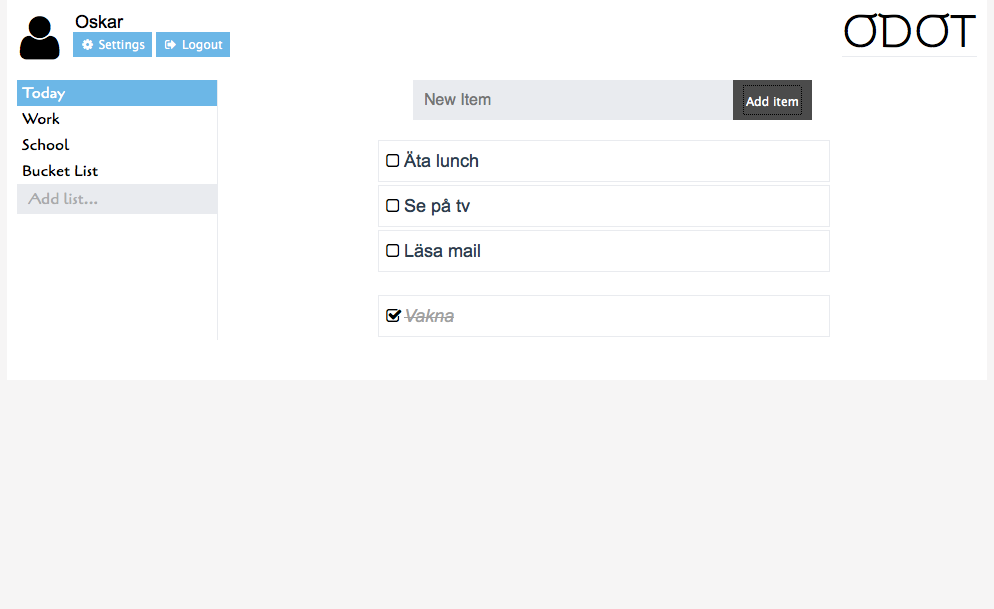 Oskar
Settings Logout
ODOT
Today
Work
School
Bucket List
Add list...
New Item Add item
Äta lunch
Se på tv
Läsa mail
Vakna